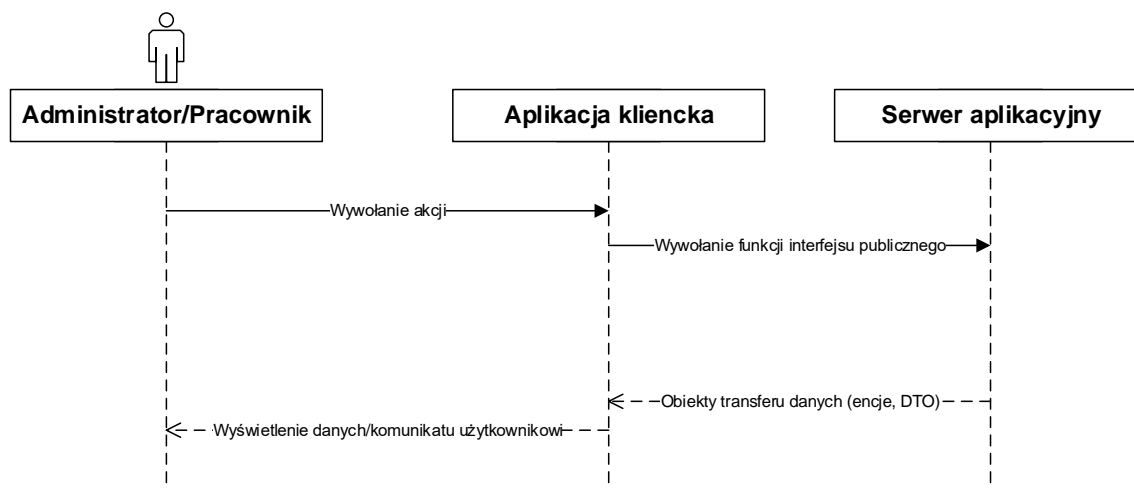 Administrator/Pracownik
Aplikacja kliencka
Serwer aplikacyjny
Wywołanie akcji
Wywołanie funkcji interfejsu publicznego
Obiekty transferu danych (encje, DTO)
Wyświetlenie danych/komunikatu użytkownikowi